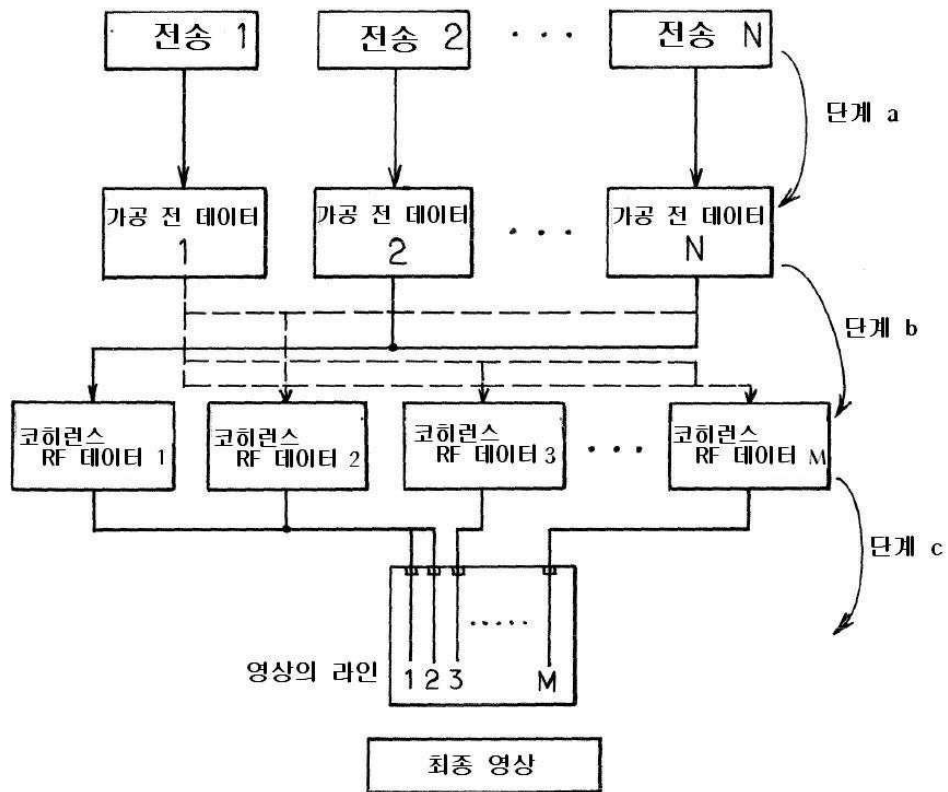 전송 1
전송 2
· · ·
전송 N
단계 a
가공 전 데이터
1
가공 전 데이터
2
· · ·
가공 전 데이터
N
단계 b
코히런스
RF 데이터 1
코히런스
RF 데이터 2
코히런스
RF 데이터 3
· · ·
코히런스
RF 데이터 M
단계 c
·····
영상의 라인
1 2 3 M
최종 영상